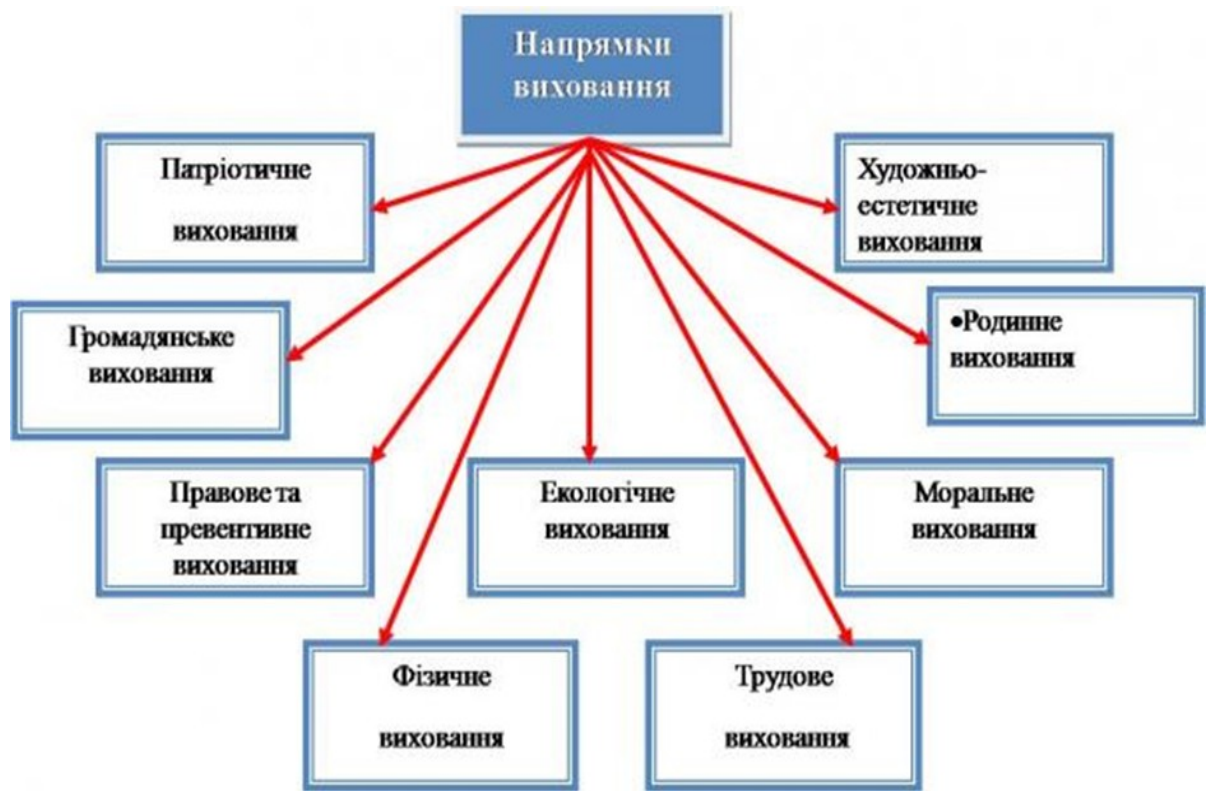 Напрямки
виховання
Патріотичне
виховання
Художньо-
естетичне
виховання
Громадянське
виховання
•Родинне
виховання
Правове та
превентивне
виховання
Екологічне
виховання
Моральне
виховання
Фізичне
виховання
Трудове
виховання